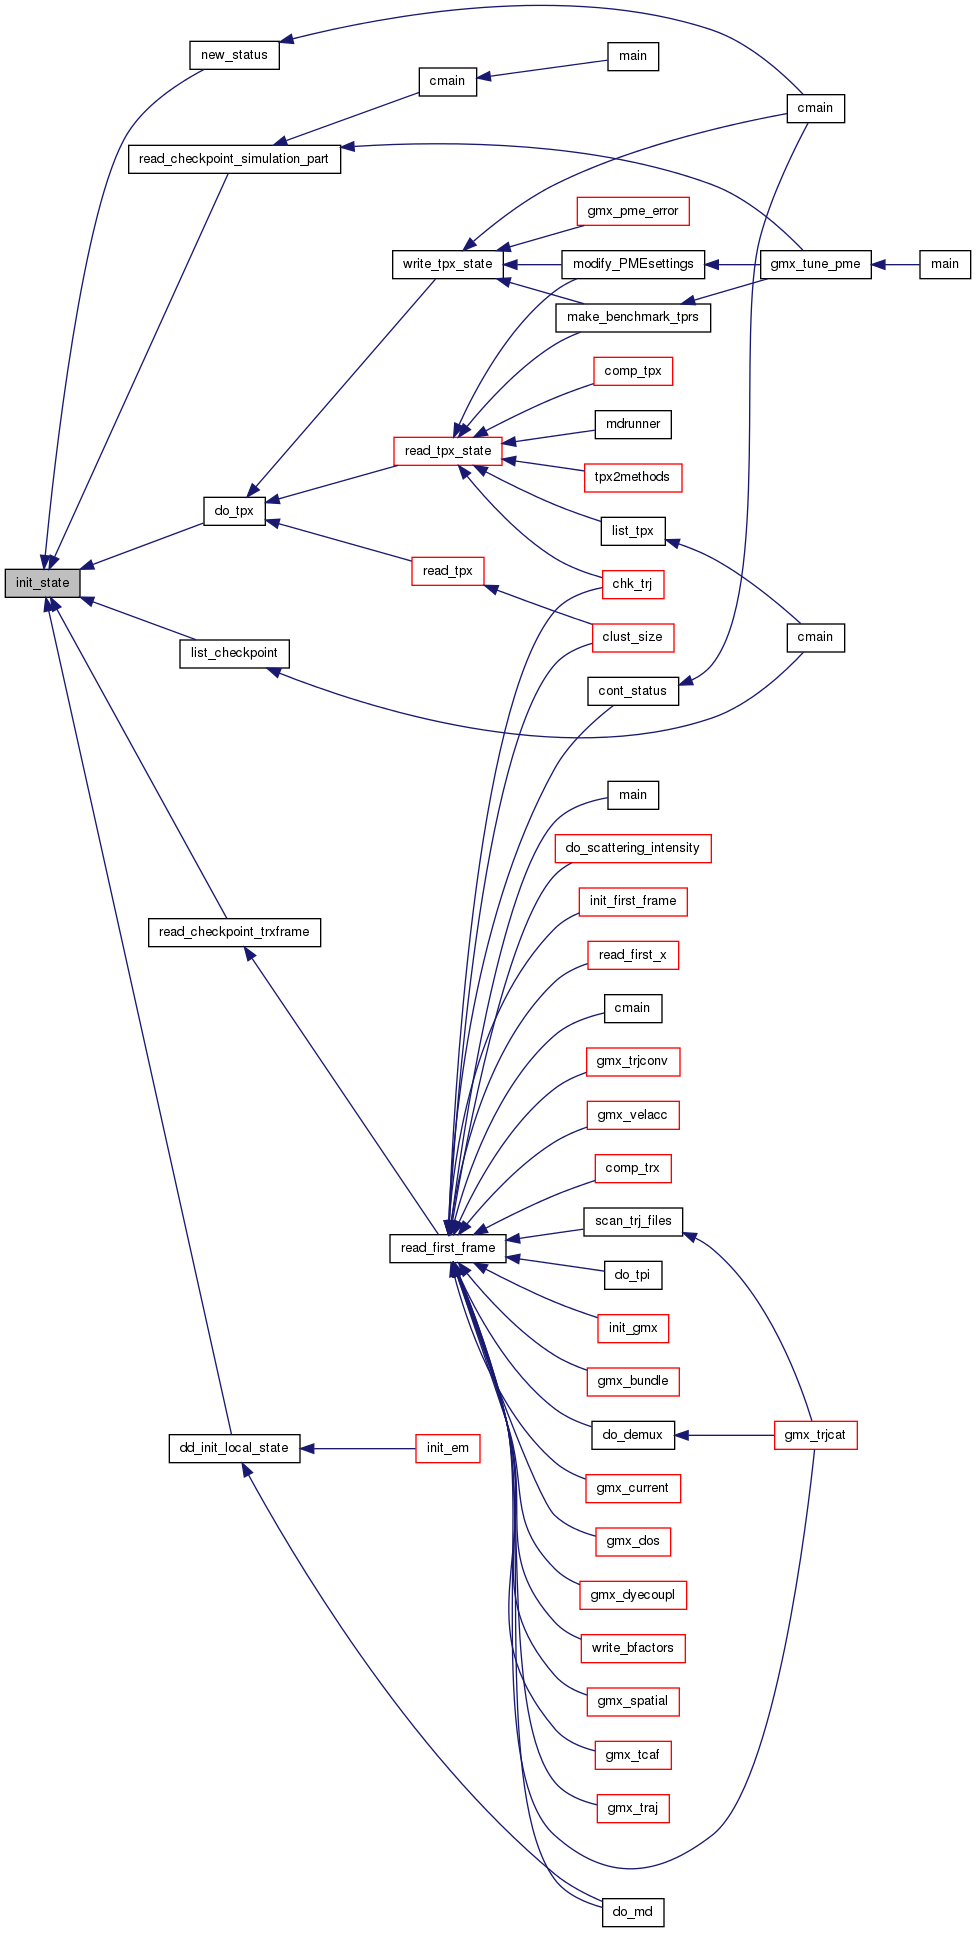 new_status
main
cmain
cmain
read_checkpoint_simulation_part
gmx_pme_error
write_tpx_state
modify_PMEsettings
gmx_tune_pme
main
make_benchmark_tprs
comp_tpx
mdrunner
read_tpx_state
tpx2methods
do_tpx
list_tpx
read_tpx
init_state
chk_trj
clust_size
cmain
list_checkpoint
cont_status
main
do_scattering_intensity
init_first_frame
read_checkpoint_trxframe
read_first_x
cmain
gmx_trjconv
gmx_velacc
comp_trx
scan_trj_files
read_first_frame
do_tpi
init_gmx
gmx_bundle
do_demux
gmx_trjcat
dd_init_local_state
init_em
gmx_current
gmx_dos
gmx_dyecoupl
write_bfactors
gmx_spatial
gmx_tcaf
gmx_traj
do_md